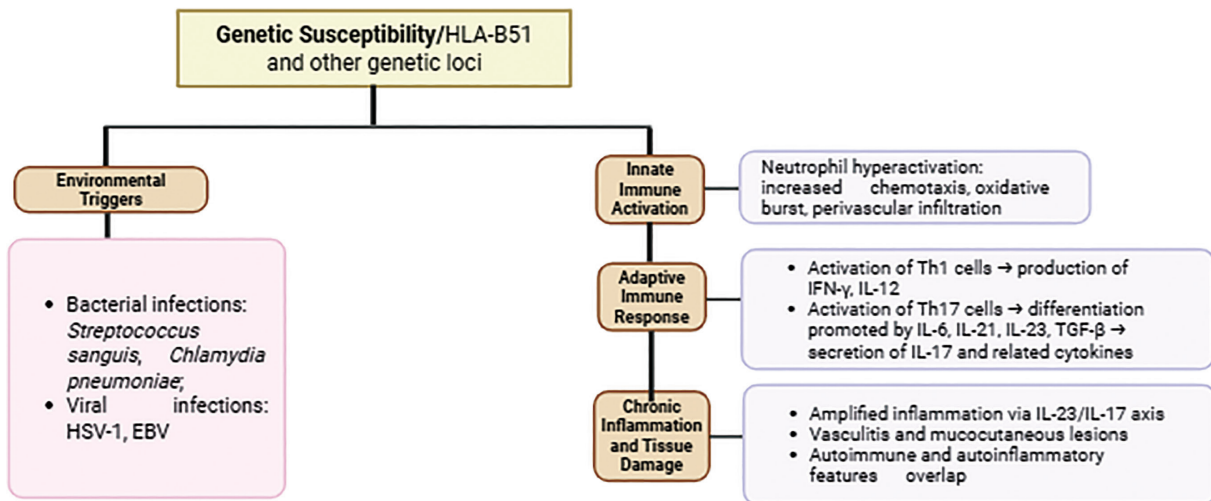 Genetic Susceptibility/HLA-B51
and other genetic loci
Environmental
Triggers
• Bacterial infections:
Streptococcus
sanguis, Chlamydia
pneumoniae;
• Viral infections:
HSV-1, EBV
Innate
Immune
Activation
Neutrophil hyperactivation:
increased chemotaxis, oxidative
burst, perivascular infiltration
Adaptive
Immune
Response
• Activation of Th1 cells → production of
IFN-γ, IL-12
• Activation of Th17 cells → differentiation
promoted by IL-6, IL-21, IL-23, TGF-β →
secretion of IL-17 and related cytokines
Chronic
Inflammation
and Tissue
Damage
• Amplified inflammation via IL-23/IL-17 axis
• Vasculitis and mucocutaneous lesions
• Autoimmune and autoinflammatory
features overlap